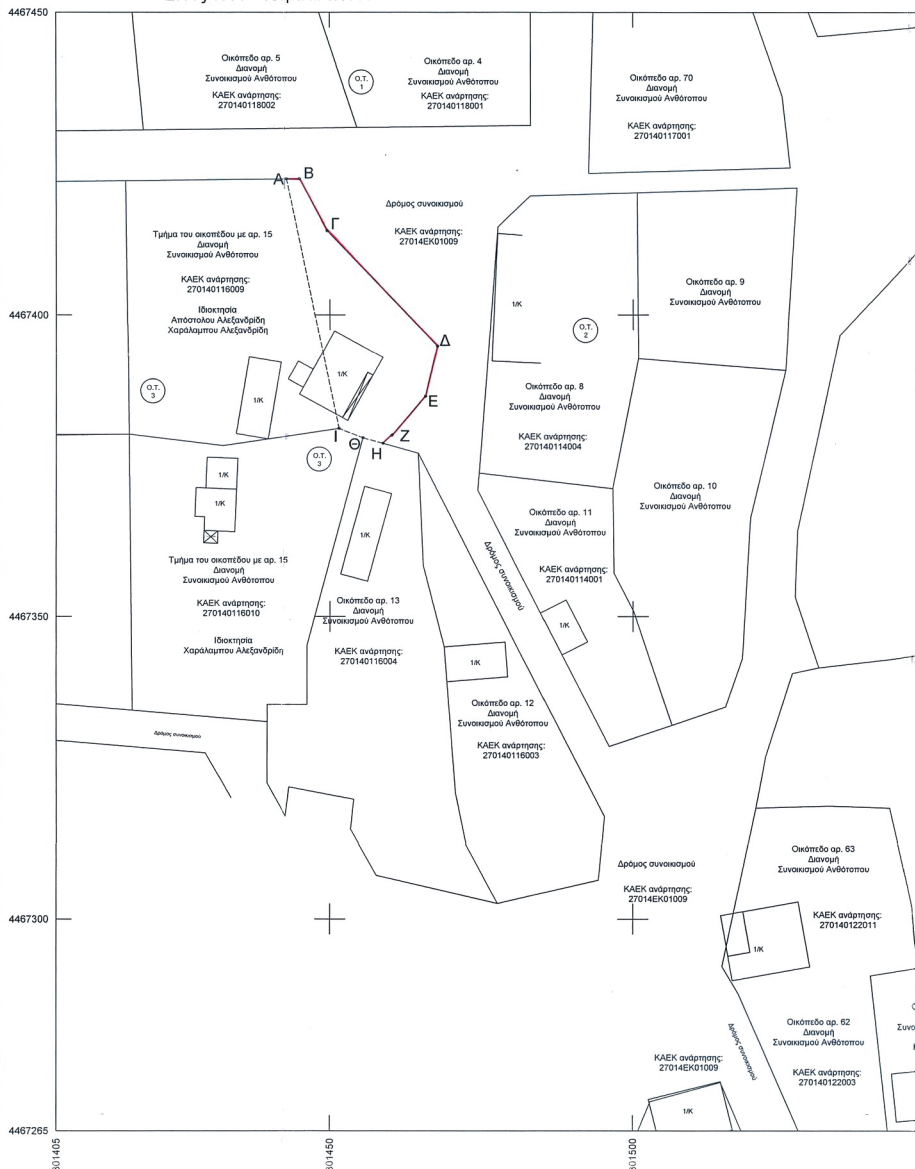 4467450
Οικόπεδο αρ. 5
Διανομή
Συνοικισμού Ανθότοπου
ΚΑΕΚ ανάρτησης:
270140118002
Ο.Τ.
1
Οικόπεδο αρ. 4
Διανομή
Συνοικισμού Ανθότοπου
ΚΑΕΚ ανάρτησης:
270140118001
Οικόπεδο αρ. 70
Διανομή
Συνοικισμού Ανθότοπου
ΚΑΕΚ ανάρτησης:
270140117001
Α
Β
Γ
Δρόμος συνοικισμού
ΚΑΕΚ ανάρτησης:
27014ΕΚ01009
Τμήμα του οικοπέδου με αρ. 15
Διανομή
Συνοικισμού Ανθότοπου
ΚΑΕΚ ανάρτησης:
270140116009
Ιδιοκτησία
Απόστολου Αλεξανδρίδη
Χαράλαμπου Αλεξανδρίδη
1/Κ
Οικόπεδο αρ. 9
Διανομή
Συνοικισμού Ανθότοπου
4467400
Ο.Τ.
2
Δ
1/Κ
Ο.Τ.
3
1/Κ
Ε
Οικόπεδο αρ. 8
Διανομή
Συνοικισμού Ανθότοπου
ΚΑΕΚ ανάρτησης:
270140114004
Ι
Θ
Η
Ζ
Ο.Τ.
3
1/Κ
1/Κ
1/Κ
Οικόπεδο αρ. 10
Διανομή
Συνοικισμού Ανθότοπου
Οικόπεδο αρ. 11
Διανομή
Συνοικισμού Ανθότοπου
ΚΑΕΚ ανάρτησης:
270140114001
Δρόμος συνοικισμού
Τμήμα του οικοπέδου με αρ. 15
Διανομή
Συνοικισμού Ανθότοπου
ΚΑΕΚ ανάρτησης:
270140116010
Ιδιοκτησία
Χαράλαμπου Αλεξανδρίδη
Οικόπεδο αρ. 13
Διανομή
Συνοικισμού Ανθότοπου
ΚΑΕΚ ανάρτησης:
270140116004
4467350
1/Κ
1/Κ
Οικόπεδο αρ. 12
Διανομή
Συνοικισμού Ανθότοπου
ΚΑΕΚ ανάρτησης:
270140116003
Δρόμος συνοικισμού
Δρόμος συνοικισμού
ΚΑΕΚ ανάρτησης:
27014ΕΚ01009
Οικόπεδο αρ. 63
Διανομή
Συνοικισμού Ανθότοπου
ΚΑΕΚ ανάρτησης:
270140122011
4467300
1/Κ
Οικόπεδο αρ. 62
Διανομή
Συνοικισμού Ανθότοπου
ΚΑΕΚ ανάρτησης:
270140122003
Δρόμος συνοικισμού
ΚΑΕΚ ανάρτησης:
27014ΕΚ01009
1/Κ
4467265
301405
301450
301500